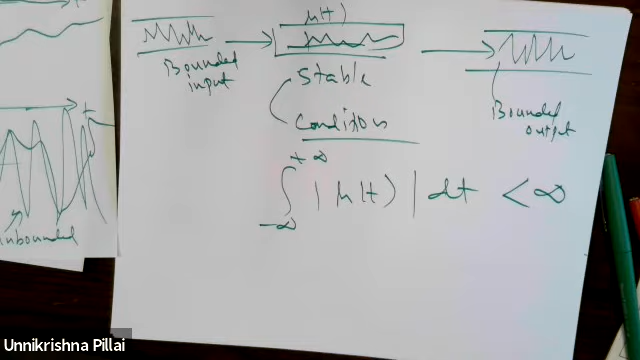 h(t)
Bounded
input
Stable
Condition
Bounded
output
+∞
∫ |h(t)| dt < ∞
-∞
t
t
unbounded
Unnikrishna Pillai